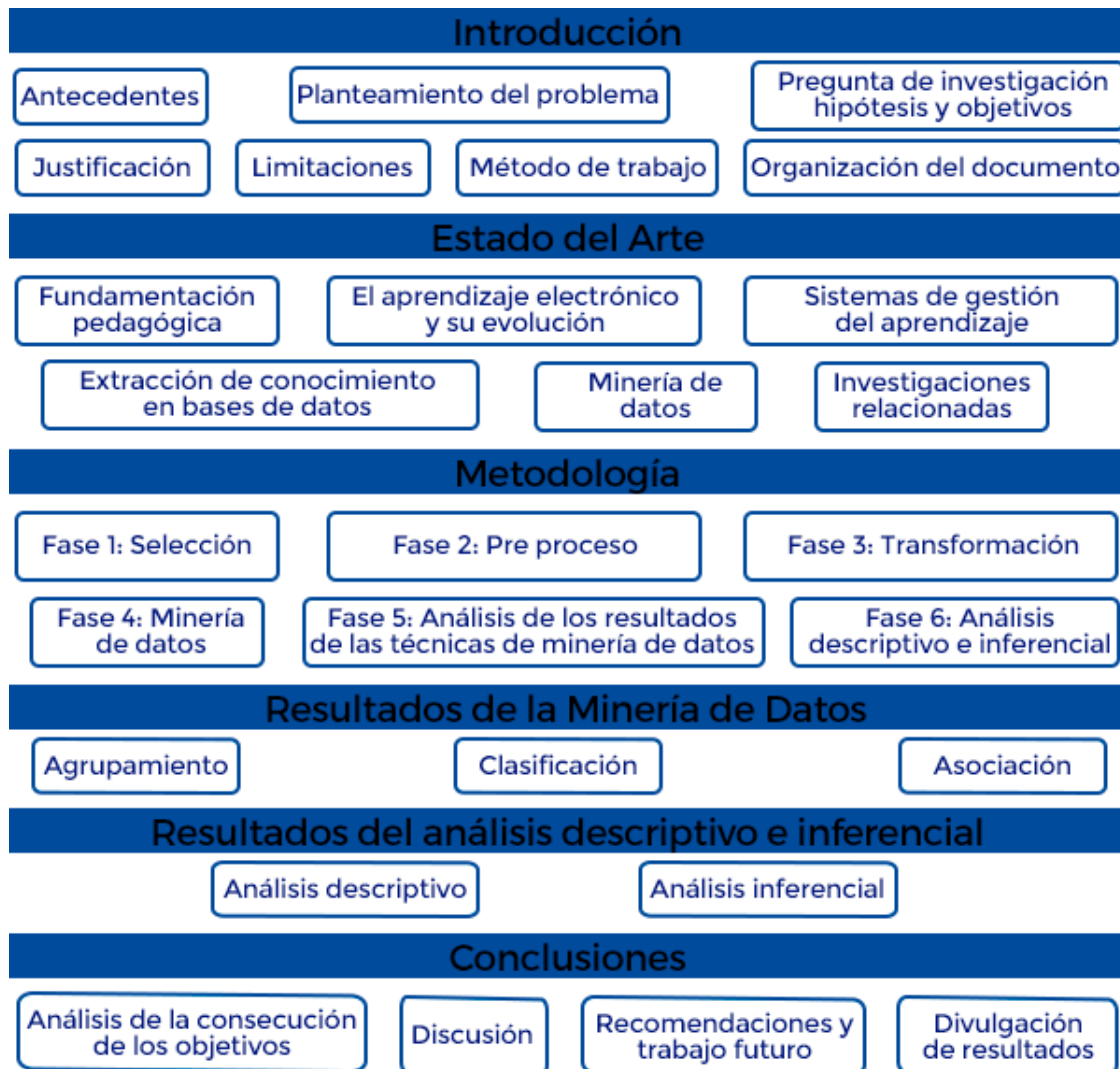 Introducción
Antecedentes
Planteamiento del problema
Pregunta de investigación
hipótesis y objetivos
Justificación
Limitaciones
Método de trabajo
Organización del documento
Estado del Arte
Fundamentación
pedagógica
El aprendizaje electrónico
y su evolución
Sistemas de gestión
del aprendizaje
Extracción de conocimiento
en bases de datos
Minería de
datos
Investigaciones
relacionadas
Metodología
Fase 1: Selección
Fase 2: Pre proceso
Fase 3: Transformación
Fase 4: Minería
de datos
Fase 5: Análisis de los resultados
de las técnicas de minería de datos
Fase 6: Análisis
descriptivo e inferencial
Resultados de la Minería de Datos
Agrupamiento
Clasificación
Asociación
Resultados del análisis descriptivo e inferencial
Análisis descriptivo
Análisis inferencial
Conclusiones
Análisis de la consecución
de los objetivos
Discusión
Recomendaciones y
trabajo futuro
Divulgación
de resultados